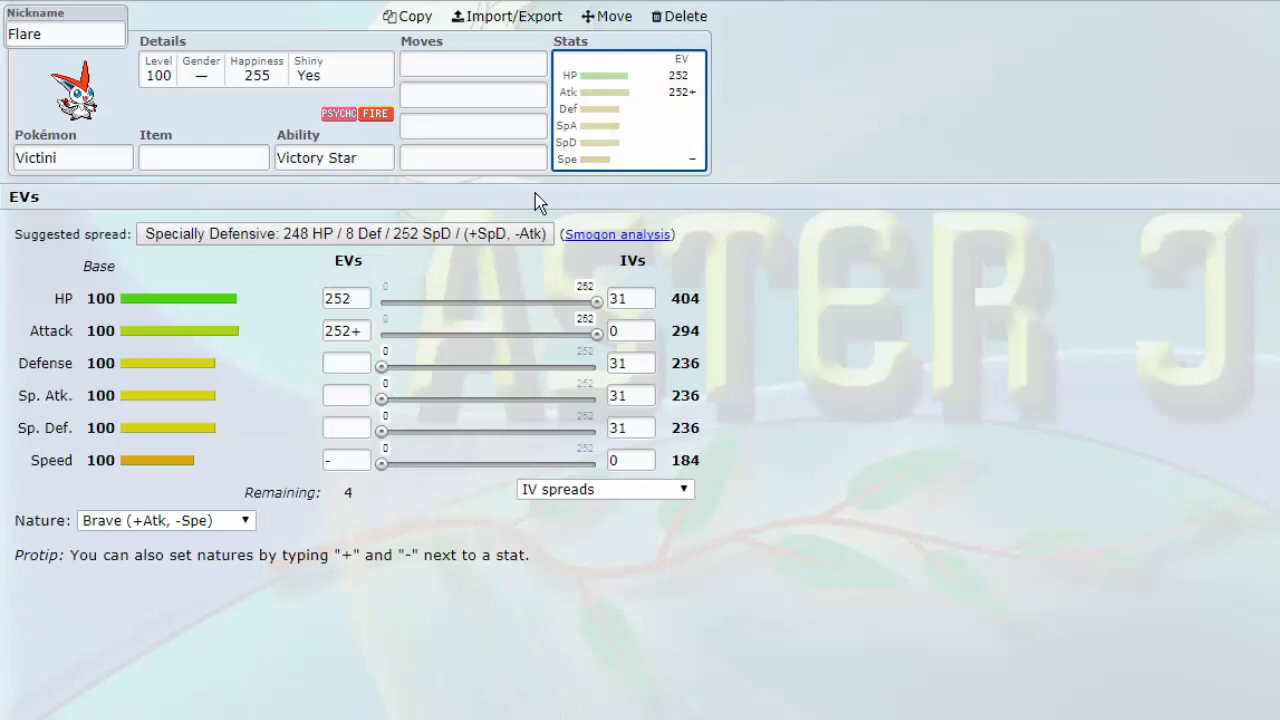 Nickname
Flare
Copy Import/Export Move Delete
Details
Level Gender Happiness Shiny
100 — 255 Yes
PSYCHC FIRE
Pokémon Item Ability
Victini Victory Star
Moves
Stats
EV
HP 252
Atk 252+
Def
SpA
SpD
Spe −
EVs
Suggested spread: Specially Defensive: 248 HP / 8 Def / 252 SpD / (+SpD, -Atk) (Smogon analysis)
Base EVs IVs
HP 100 252 0 252 31 404
Attack 100 252+ 0 252 0 294
Defense 100 0 252 31 236
Sp. Atk. 100 0 252 31 236
Sp. Def. 100 0 252 31 236
Speed 100 - 0 252 0 184
Remaining: 4 IV spreads
Nature: Brave (+Atk, -Spe)
Protip: You can also set natures by typing "+" and "-" next to a stat.
ASTER J